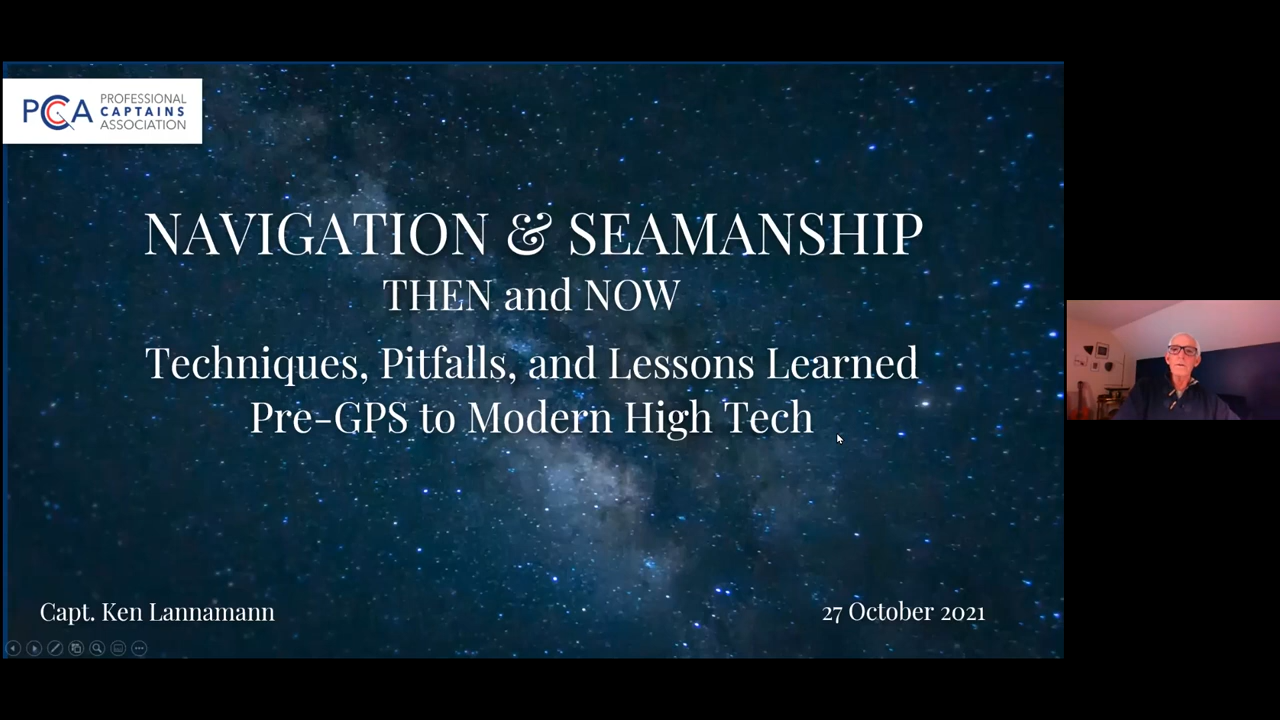 PCA PROFESSIONAL
CAPTAINS
ASSOCIATION
NAVIGATION & SEAMANSHIP
THEN and NOW
Techniques, Pitfalls, and Lessons Learned
Pre-GPS to Modern High Tech
Capt. Ken Lannamann
27 October 2021